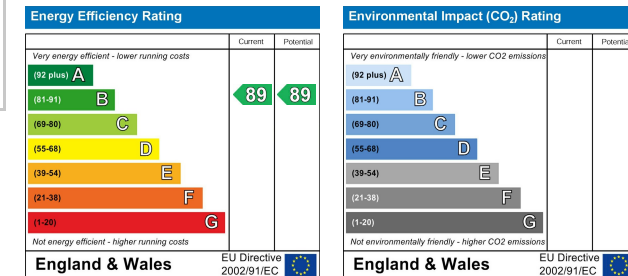 Energy Efficiency Rating
Current Potential
Very energy efficient - lower running costs
(92 plus) A
(81-91) B
89 89
(69-80) C
(55-68) D
(39-54) E
(21-38) F
(1-20) G
Not energy efficient - higher running costs
England & Wales
EU Directive
2002/91/EC
Environmental Impact (CO₂) Rating
Current Potential
Very environmentally friendly - lower CO2 emissions
(92 plus) A
(81-91) B
(69-80) C
(55-68) D
(39-54) E
(21-38) F
(1-20) G
Not environmentally friendly - higher CO2 emissions
England & Wales
EU Directive
2002/91/EC